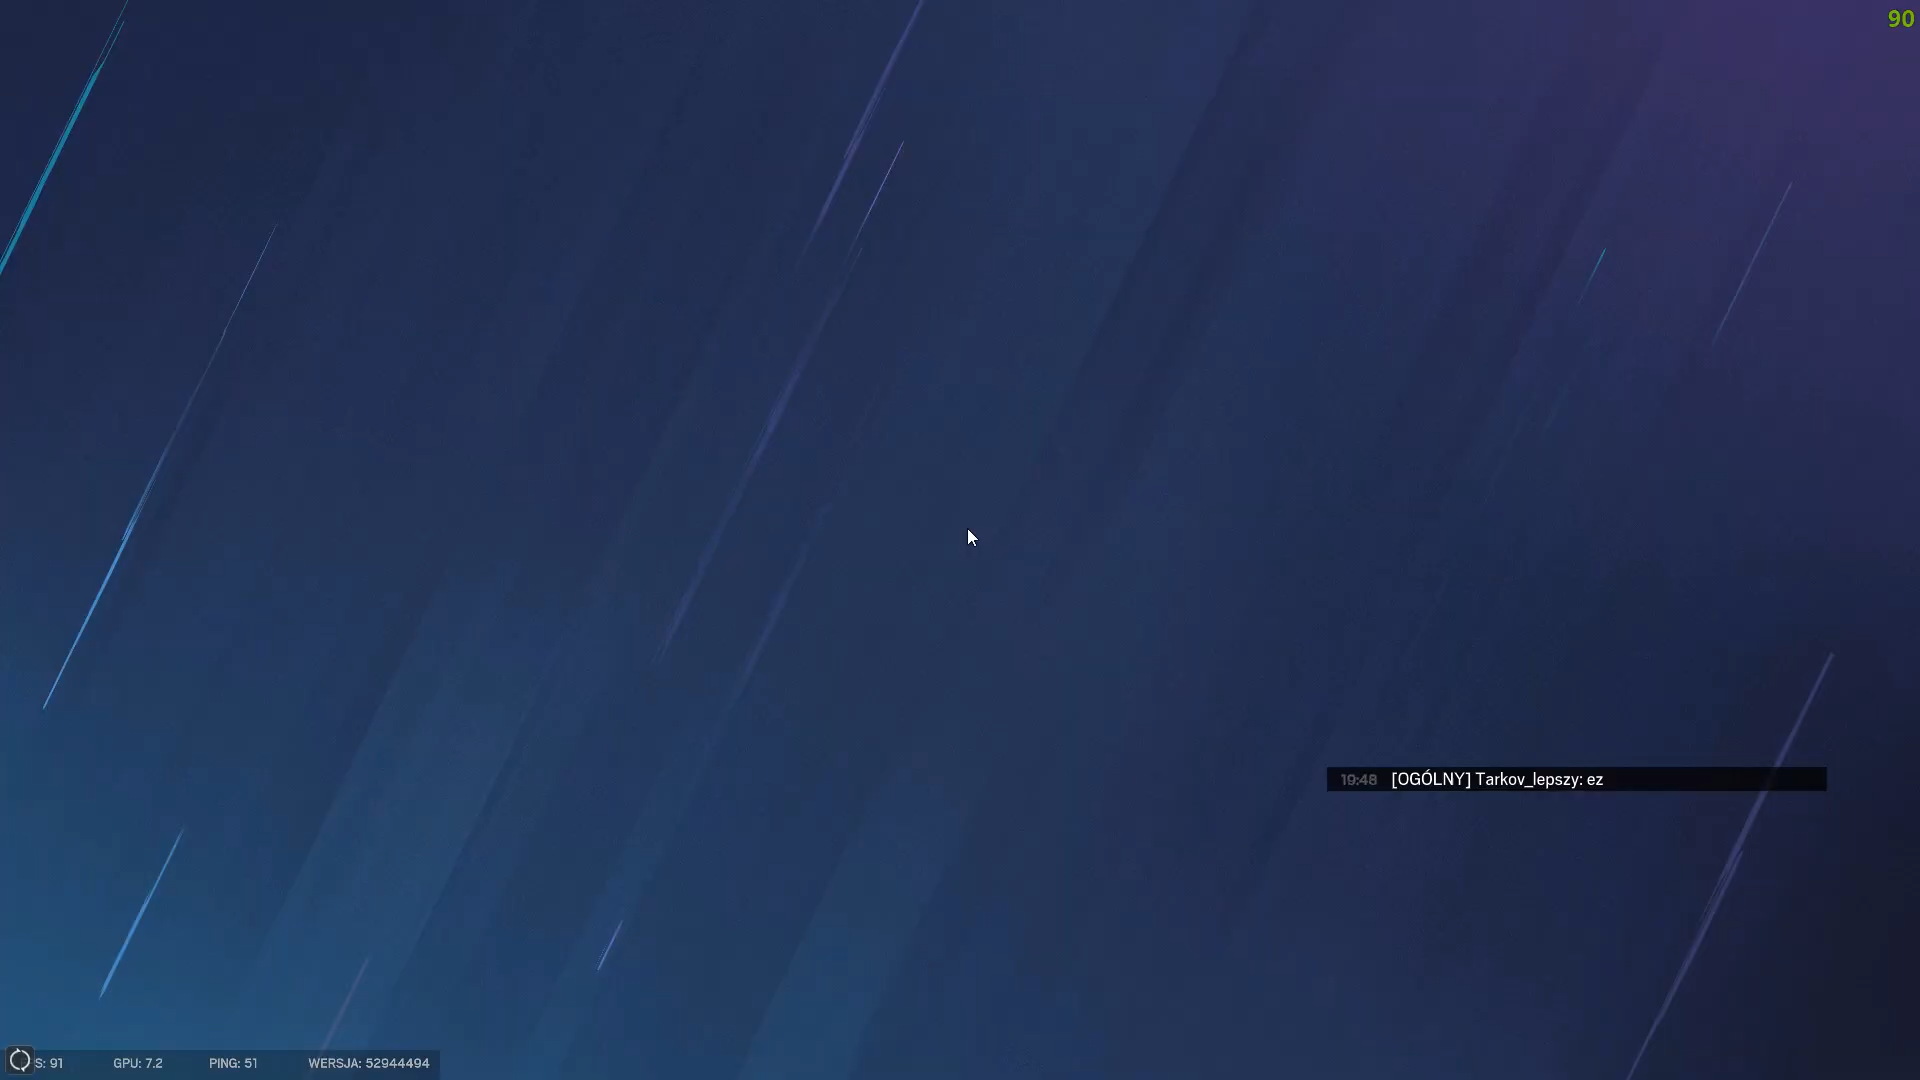 90
19:48 [OGÓLNY] Tarkov_lepszy: ez
S: 91 GPU: 7.2 PING: 51 WERSJA: 52944494